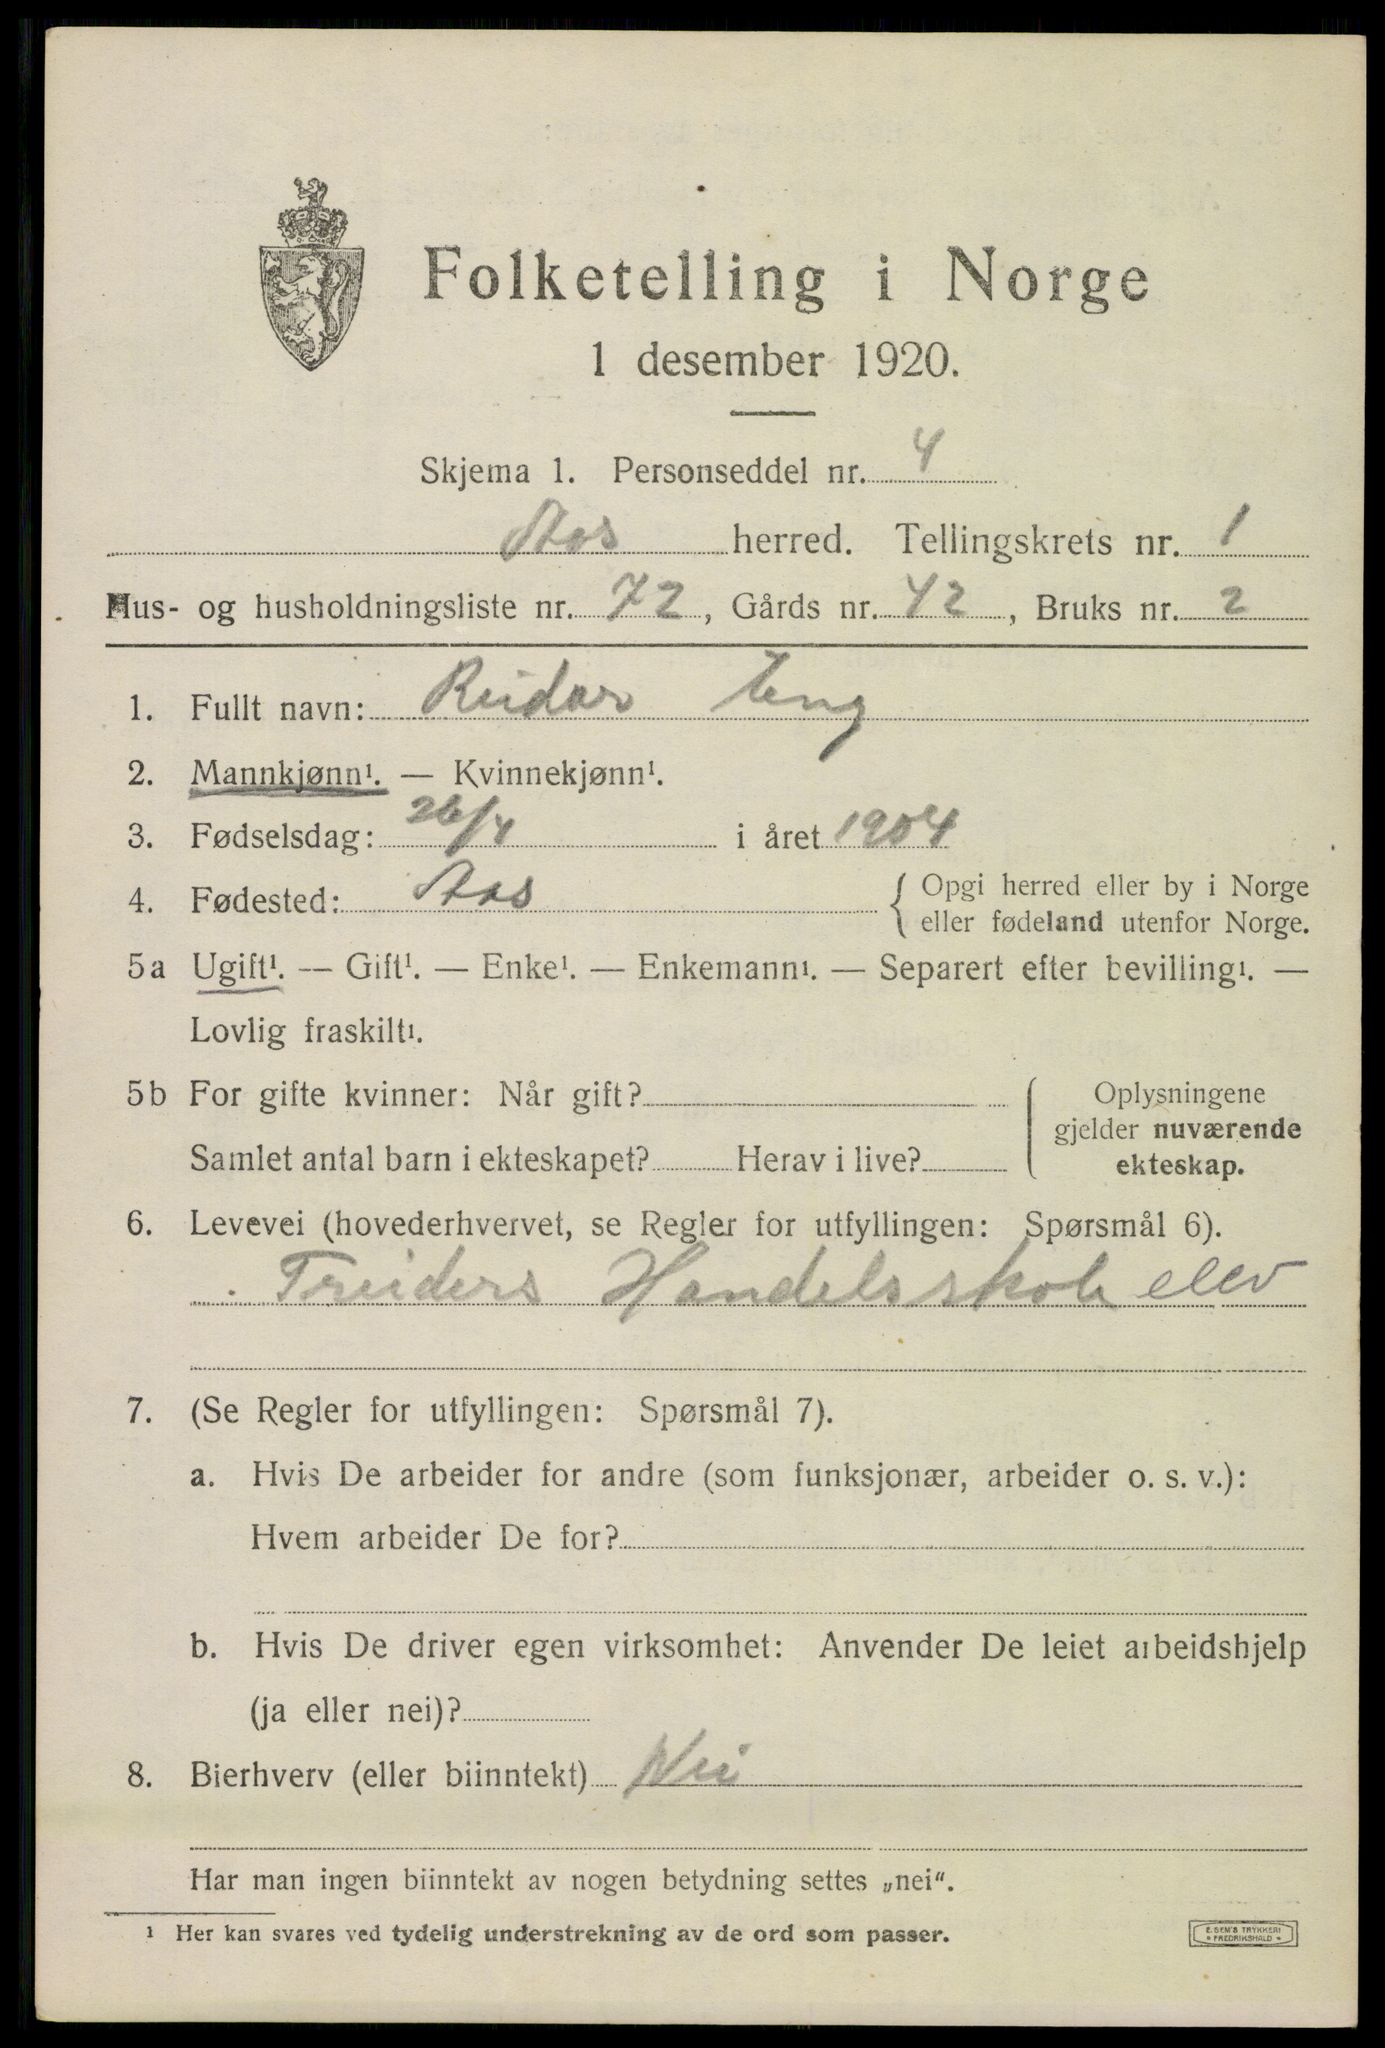 Folketelling i Norge
1 desember 1920.
Skjema 1. Personseddel nr. 4
Aas herred. Tellingskrets nr. 1
Hus- og husholdningsliste nr. 72, Gårds nr. 42, Bruks nr. 2
1. Fullt navn: Reidar Eng
2. Mannkjønn¹. — Kvinnekjønn¹.
3. Fødselsdag: 26/4 i året 1904
4. Fødested: Aas { Opgi herred eller by i Norge
eller fødeland utenfor Norge.
5a Ugift¹. — Gift¹. — Enke¹. — Enkemann¹. — Separert efter bevilling¹. —
Lovlig fraskilt¹.
5b For gifte kvinner: Når gift?
Samlet antal barn i ekteskapet? Herav i live?
Oplysningene
gjelder nuværende
ekteskap.
6. Levevei (hovederhvervet, se Regler for utfyllingen: Spørsmål 6).
Treiders Handelsskole elev
7. (Se Regler for utfyllingen: Spørsmål 7).
a. Hvis De arbeider for andre (som funksjonær, arbeider o. s. v.):
Hvem arbeider De for?
b. Hvis De driver egen virksomhet: Anvender De leiet arbeidshjelp
(ja eller nei)?
8. Bierhverv (eller biinntekt) Nei
Har man ingen biinntekt av nogen betydning settes „nei“.
¹ Her kan svares ved tydelig understrekning av de ord som passer.
E. SEM'S TRYKKERI
* FREDRIKSHALD *